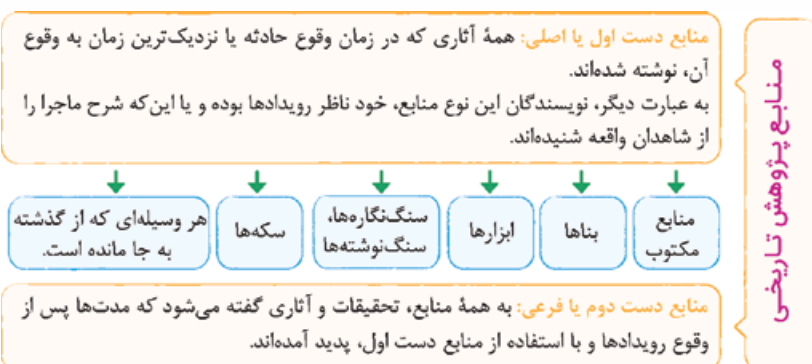 منابع پژوهش تاریخی
منابع دست اول یا اصلی: همهٔ آثاری که در زمان وقوع حادثه یا نزدیک‌ترین زمان به وقوع
آن، نوشته شده‌اند.
به عبارت دیگر، نویسندگان این نوع منابع، خود ناظر رویدادها بوده و یا این‌که شرح ماجرا را
از شاهدان واقعه شنیده‌اند.
منابع
مکتوب
بناها
ابزارها
سنگ‌نگاره‌ها،
سنگ‌نوشته‌ها
سکه‌ها
هر وسیله‌ای که از گذشته
به جا مانده است.
منابع دست دوم یا فرعی: به همهٔ منابع، تحقیقات و آثاری گفته می‌شود که مدت‌ها پس از
وقوع رویدادها و با استفاده از منابع دست اول، پدید آمده‌اند.